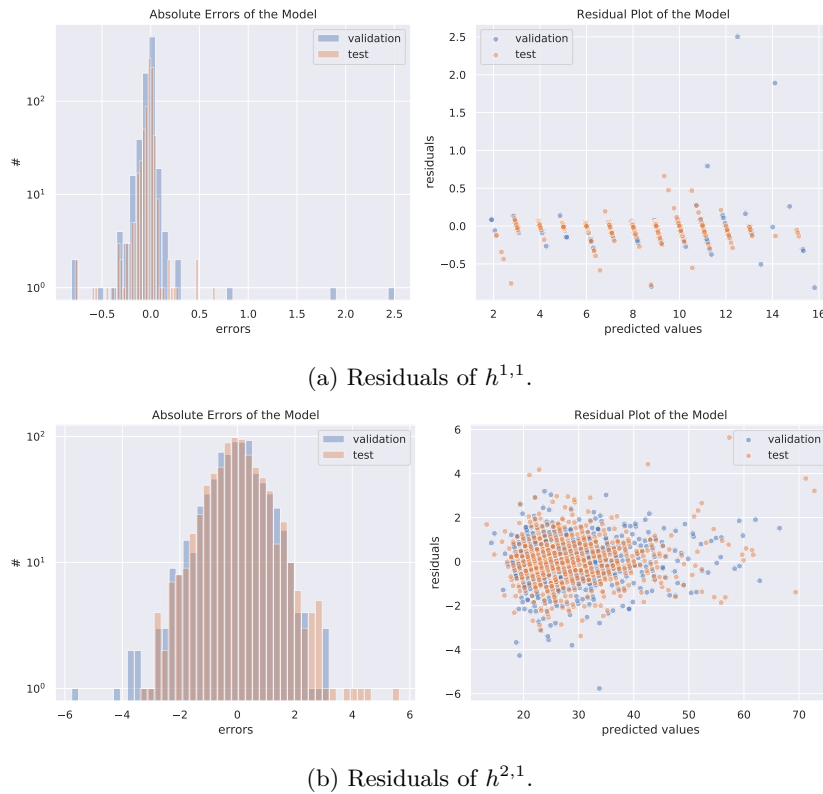 Absolute Errors of the Model
validation
test
10²
10¹
10⁰
#
−0.5 0.0 0.5 1.0 1.5 2.0 2.5
errors
Residual Plot of the Model
validation
test
2.5
2.0
1.5
1.0
0.5
0.0
−0.5
residuals
2 4 6 8 10 12 14 16
predicted values
(a) Residuals of h^{1,1}.
Absolute Errors of the Model
validation
test
10²
10¹
10⁰
#
−6 −4 −2 0 2 4 6
errors
Residual Plot of the Model
validation
test
6
4
2
0
−2
−4
−6
residuals
20 30 40 50 60 70
predicted values
(b) Residuals of h^{2,1}.